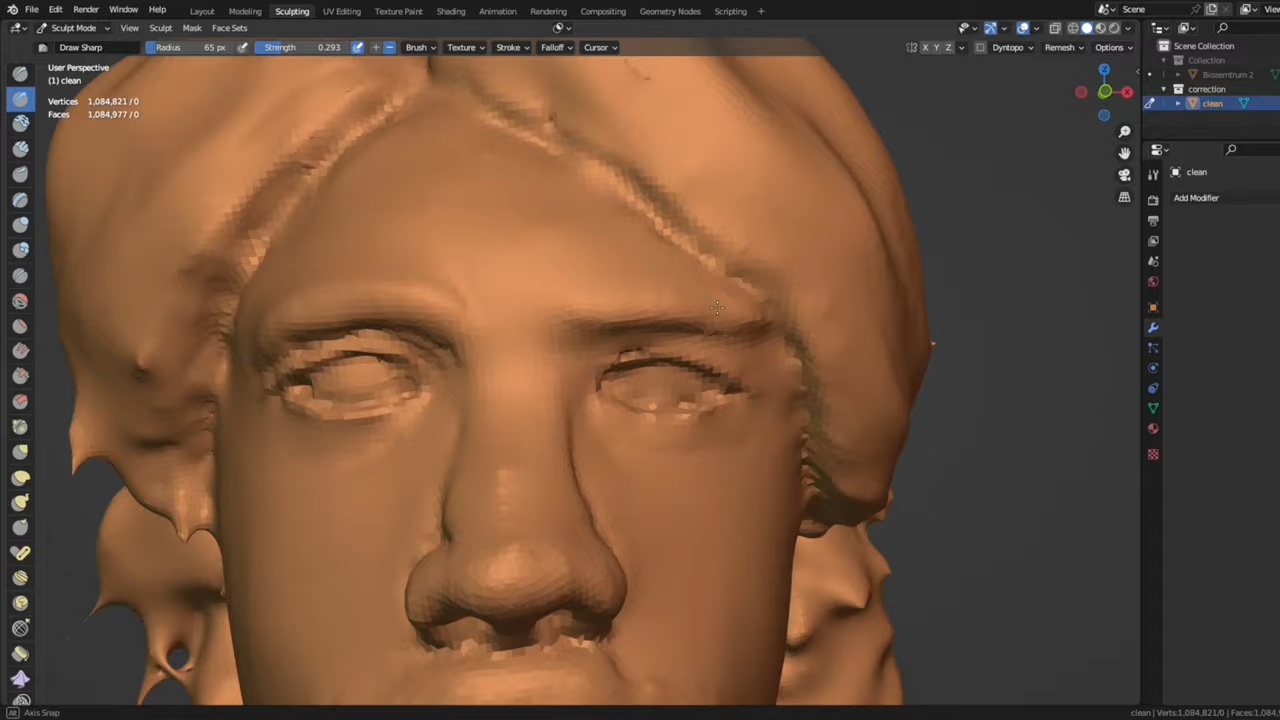 File Edit Render Window Help Layout Modeling Sculpting UV Editing Texture Paint Shading Animation Rendering Compositing Geometry Nodes Scripting + Scene
Sculpt Mode View Sculpt Mask Face Sets
Draw Sharp Radius 65 px Strength 0.293 Brush Texture Stroke Falloff Cursor X Y Z Dyntopo Remesh Options
User Perspective
(1) clean
Vertices 1,084,821/0
Faces 1,084,977/0
Z
X
Scene Collection
Collection
Biozemtrum 2
correction
clean
clean
Add Modifier
Alt Axis Snap
clean | Verts:1,084,821/0 | Faces:1,084,9